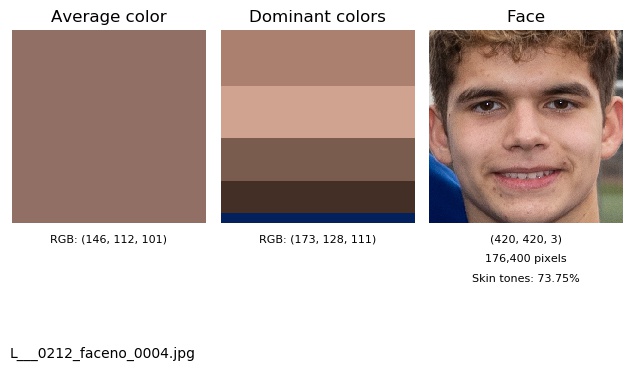 Average color
Dominant colors
Face
RGB: (146, 112, 101)
RGB: (173, 128, 111)
(420, 420, 3)
176,400 pixels
Skin tones: 73.75%
L___0212_faceno_0004.jpg